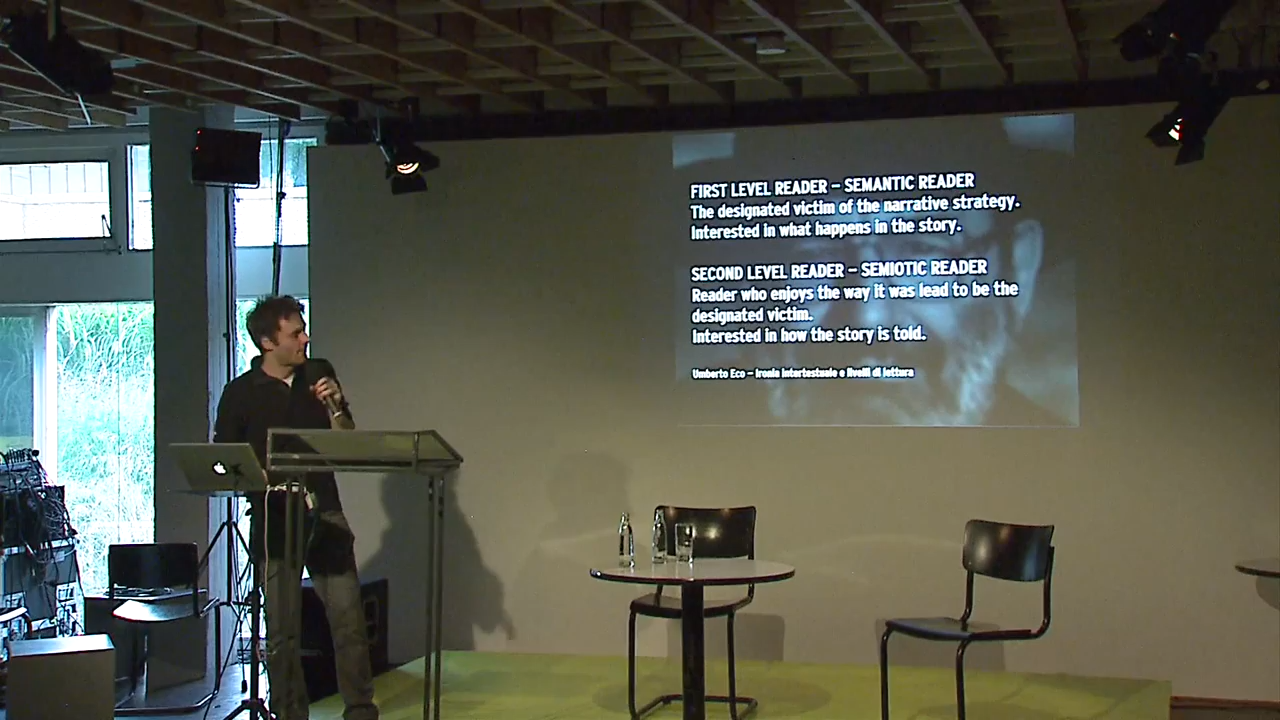 FIRST LEVEL READER – SEMANTIC READER
The designated victim of the narrative strategy.
Interested in what happens in the story.
SECOND LEVEL READER – SEMIOTIC READER
Reader who enjoys the way it was lead to be the
designated victim.
Interested in how the story is told.
Umberto Eco – Ironia intertestuale e livelli di lettura